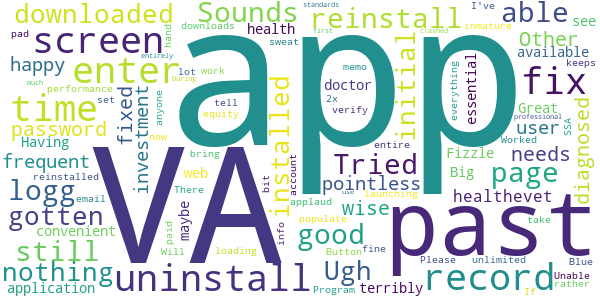 downloaded
Sounds
standards
I've
able
first
crashed
immature
see
screen
pad
health
reinstall
downloads
hand
sweat
Other
happy
enter
lot
work
memo
available
keeps
entirely
much
During
performance
app
doctor
initial
everything
essential
fix
time
fixed
set
anyone
tell
2x
verify
Great
password
investment
equity
installed
user
SSA
diagnosed
Having
now
entire
Worked
frequent
reinstalled
bring
Tried
Fizzle
needs
logg
email
web
There
bit
account
pointless
Big
page
VA
applaud
use
launching
healthevet
gotten
maybe
wise
past
convenient
paid
info
populate
take
still
Will
loading
good
Button
fine
Please
unlimited
Blue
professional
nothing
uninstall
Ugh
record
rather
application
Program
terribly
If
Unable